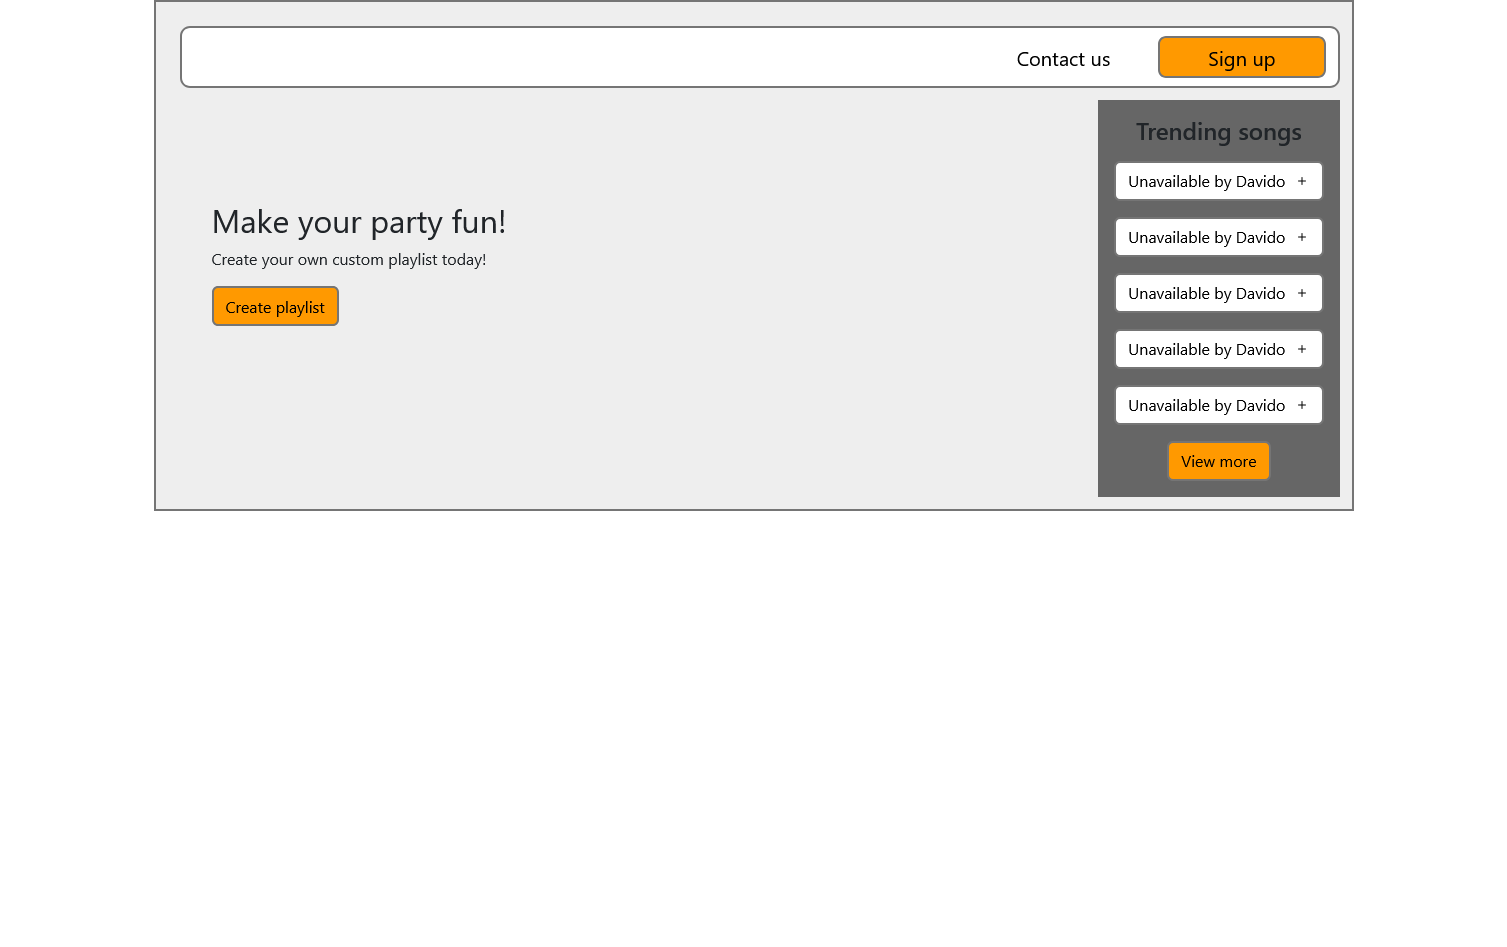 Contact us
Sign up
Make your party fun!
Create your own custom playlist today!
Create playlist
Trending songs
Unavailable by Davido +
Unavailable by Davido +
Unavailable by Davido +
Unavailable by Davido +
Unavailable by Davido +
View more